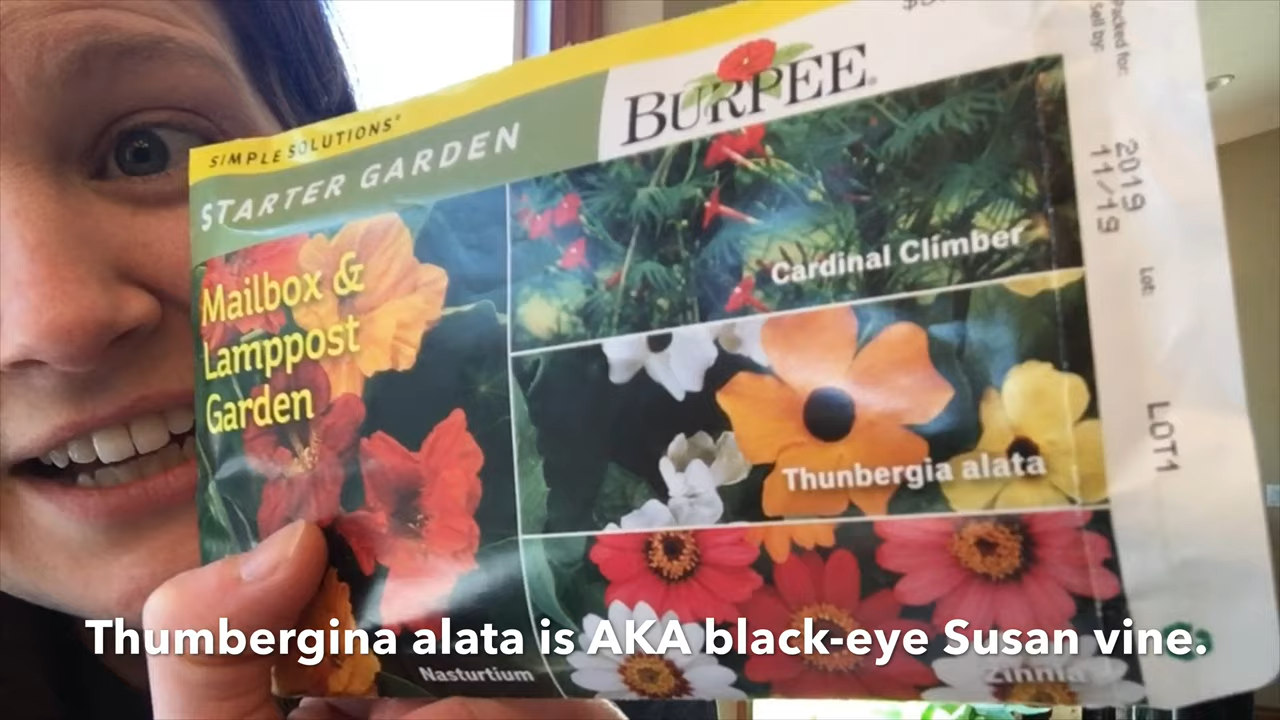 SIMPLE SOLUTIONS®
STARTER GARDEN
BURPEE®
Packed for:
Sell by:
2019
11/19
Lot:
LOT1
Mailbox &
Lamppost
Garden
Cardinal Climber
Thunbergia alata
Nasturtium
Zinnia
Thumbergina alata is AKA black-eye Susan vine.